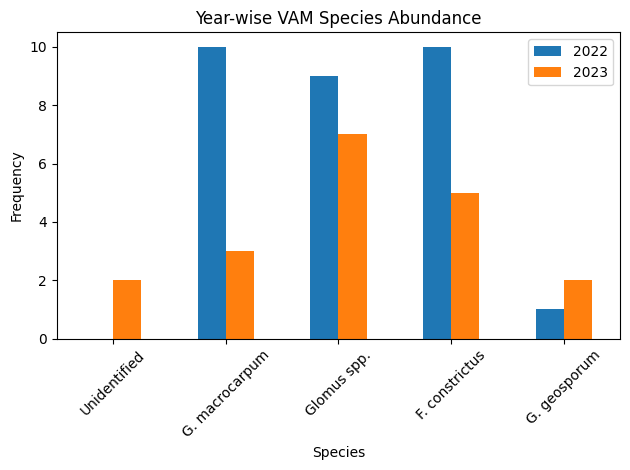 Year-wise VAM Species Abundance
2022
2023
Frequency
10
8
6
4
2
0
Unidentified
G. macrocarpum
Glomus spp.
F. constrictus
G. geosporum
Species